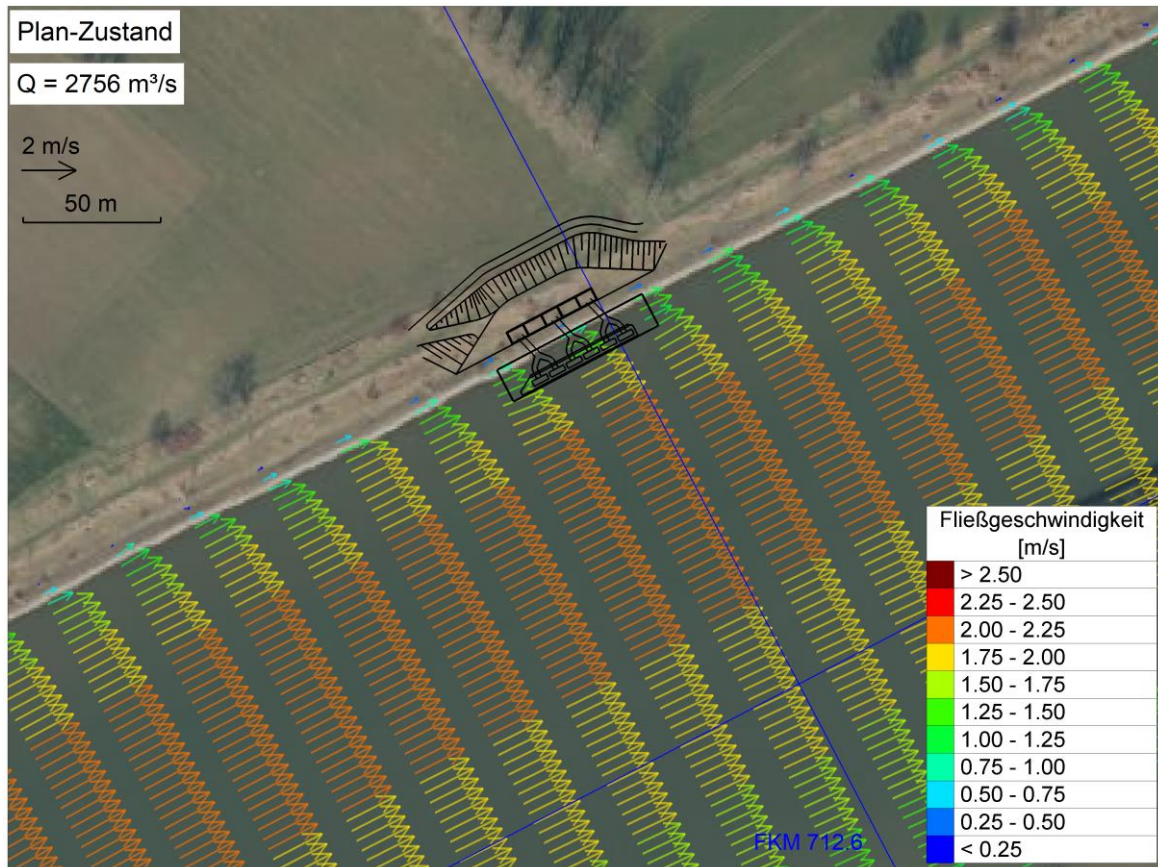 Plan-Zustand
Q = 2756 m³/s
2 m/s
50 m
Fließgeschwindigkeit
[m/s]
> 2.50
2.25 - 2.50
2.00 - 2.25
1.75 - 2.00
1.50 - 1.75
1.25 - 1.50
1.00 - 1.25
0.75 - 1.00
0.50 - 0.75
0.25 - 0.50
< 0.25
FKM 712.6